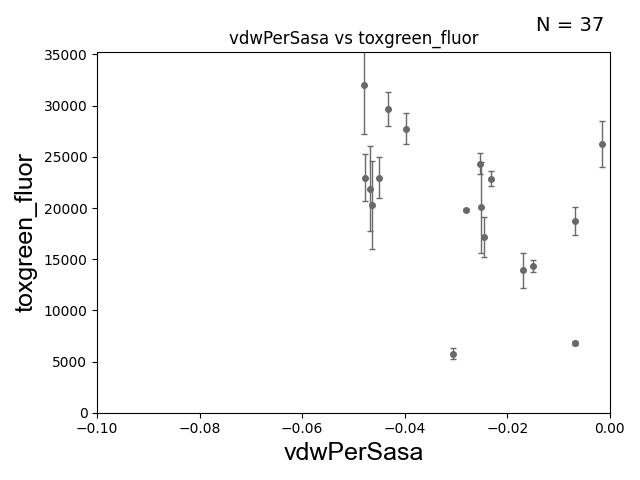 N = 37
vdwPerSasa vs toxgreen_fluor
35000
30000
25000
20000
15000
10000
5000
0
toxgreen_fluor
−0.10 −0.08 −0.06 −0.04 −0.02 0.00
vdwPerSasa